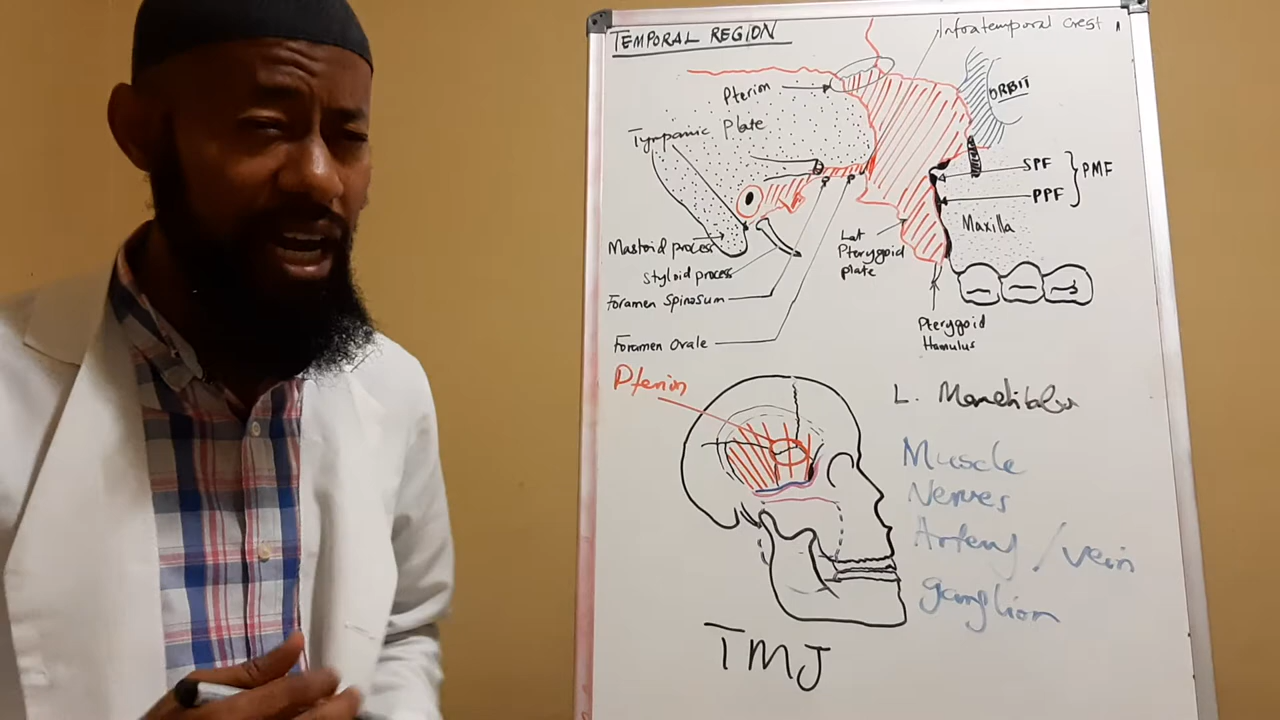 TEMPORAL REGION
Infratemporal crest
Pterion
ORBIT
Tympanic Plate
SPF
PMF
PPF
Maxilla
Mastoid process
Lat
Pterygoid
plate
Styloid process
Foramen Spinosum
Foramen Ovale
Pterygoid
Hamulus
Pterion
L. Mandibular
Muscle
Nerves
Artery / vein
ganglion
TMJ